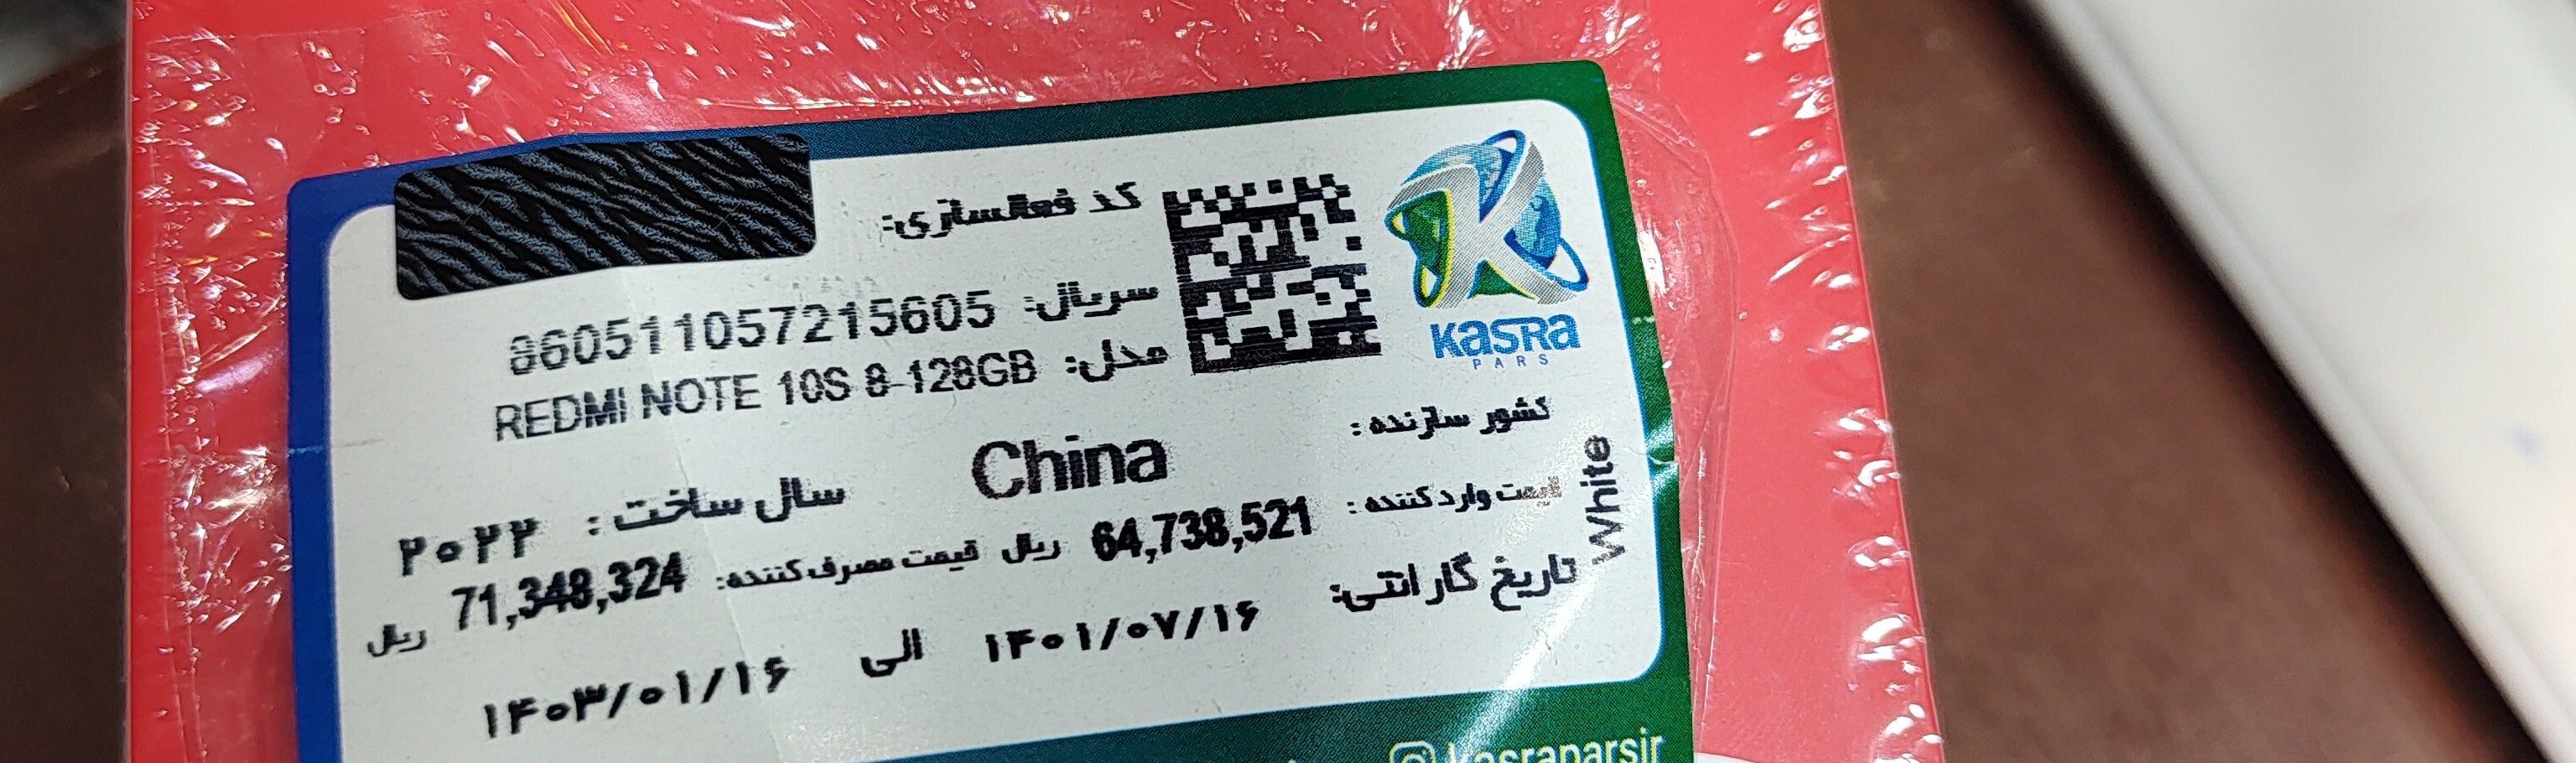 KASRA
PARS
کد فعالسازی:
سریال: 860511057215605
مدل: REDMI NOTE 10S 8-128GB
کشور سازنده : China سال ساخت : ۲۰۲۲
White
قیمت وارد کننده : 64,738,521 ریال قیمت مصرف کننده: 71,348,324 ریال
تاریخ گارانتی: ۱۴۰۱/۰۷/۱۶ الی ۱۴۰۳/۰۱/۱۶
kasraparsir